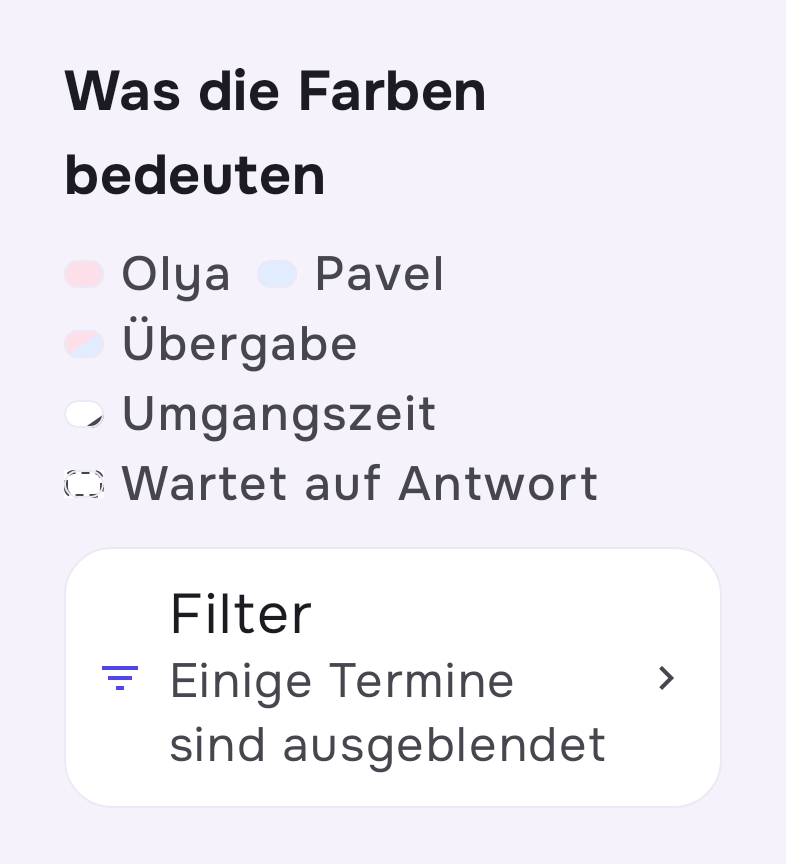 Was die Farben
bedeuten
Olya Pavel
Übergabe
Umgangszeit
Wartet auf Antwort
Filter
Einige Termine
sind ausgeblendet